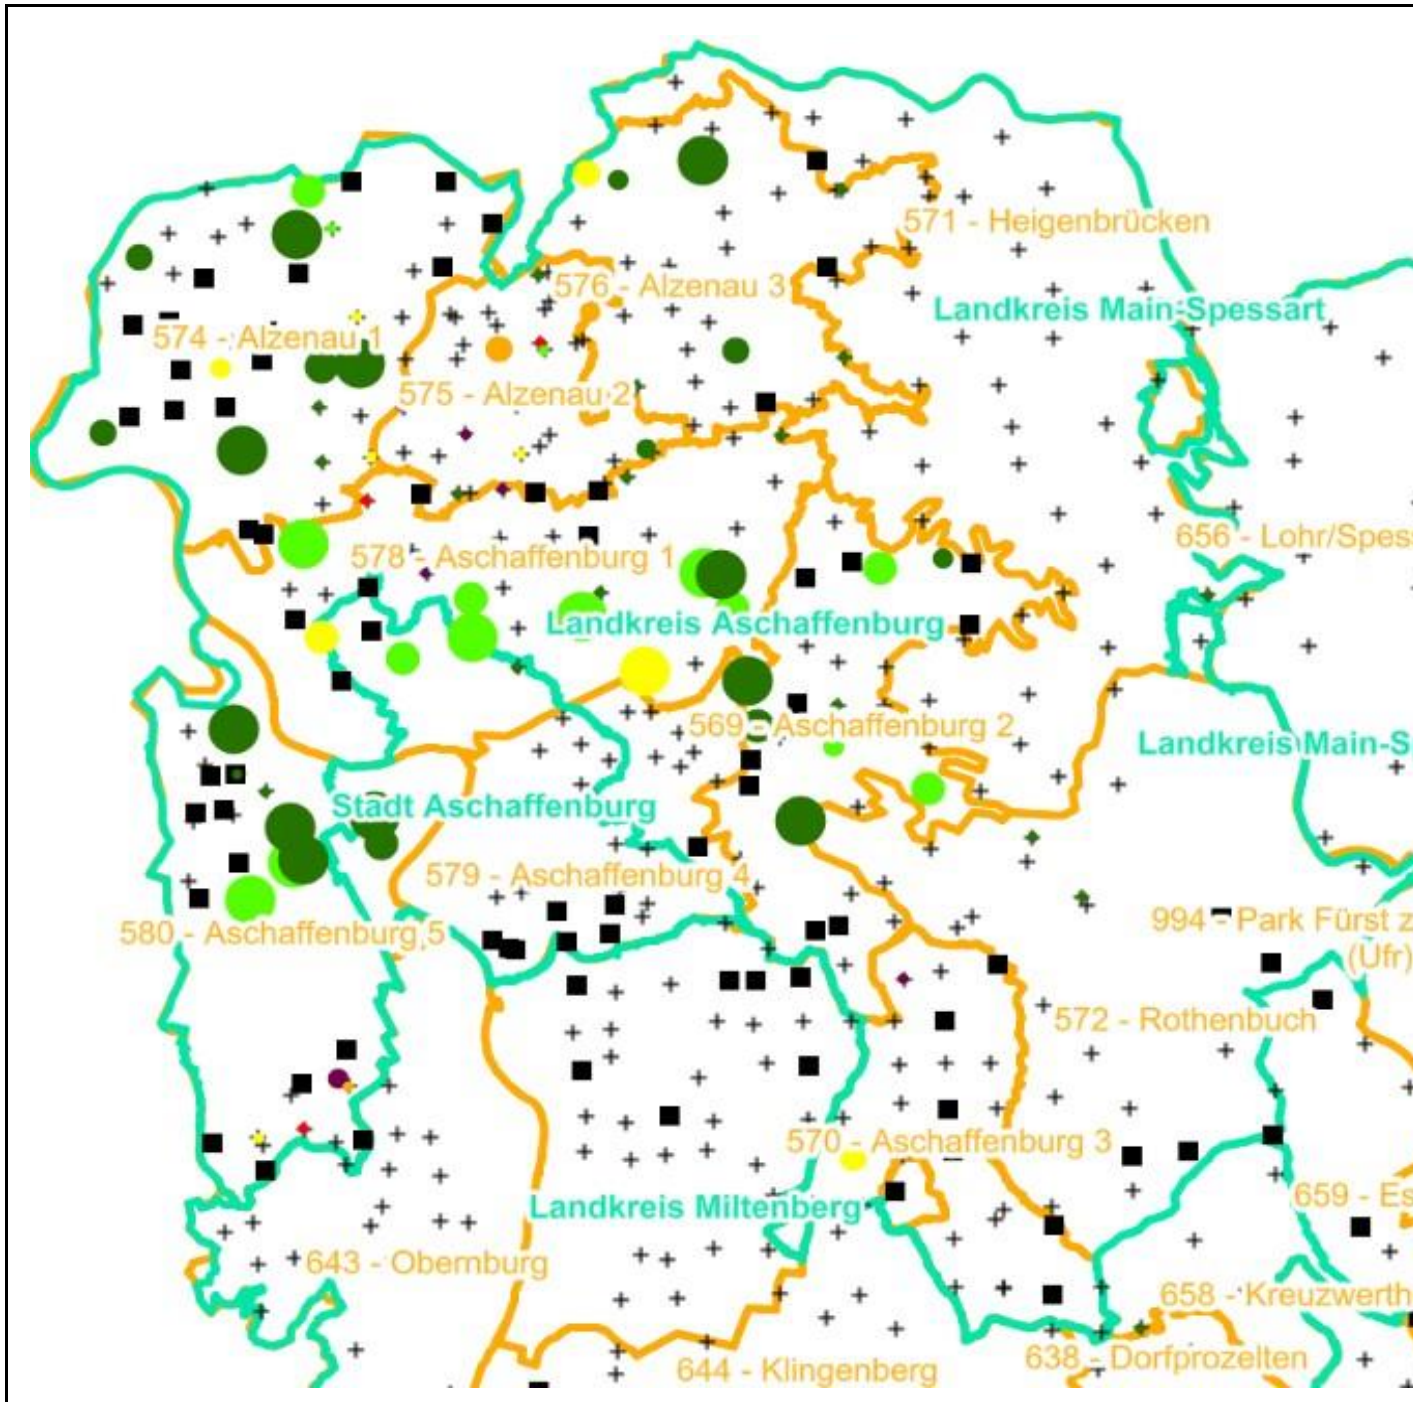 571 - Heigenbrücken
576 - Alzenau 3
Landkreis Main-Spessart
574 - Alzenau 1
575 - Alzenau 2
656 - Lohr/Spess
578 - Aschaffenburg 1
Landkreis Aschaffenburg
569 - Aschaffenburg 2
Landkreis Main-S
Stadt Aschaffenburg
579 - Aschaffenburg 4
580 - Aschaffenburg 5
994 - Park Fürst z
(Ufr)
572 - Rothenbuch
570 - Aschaffenburg 3
Landkreis Miltenberg
659 - Es
643 - Obernburg
658 - Kreuzwerth
638 - Dorfprozelten
644 - Klingenberg